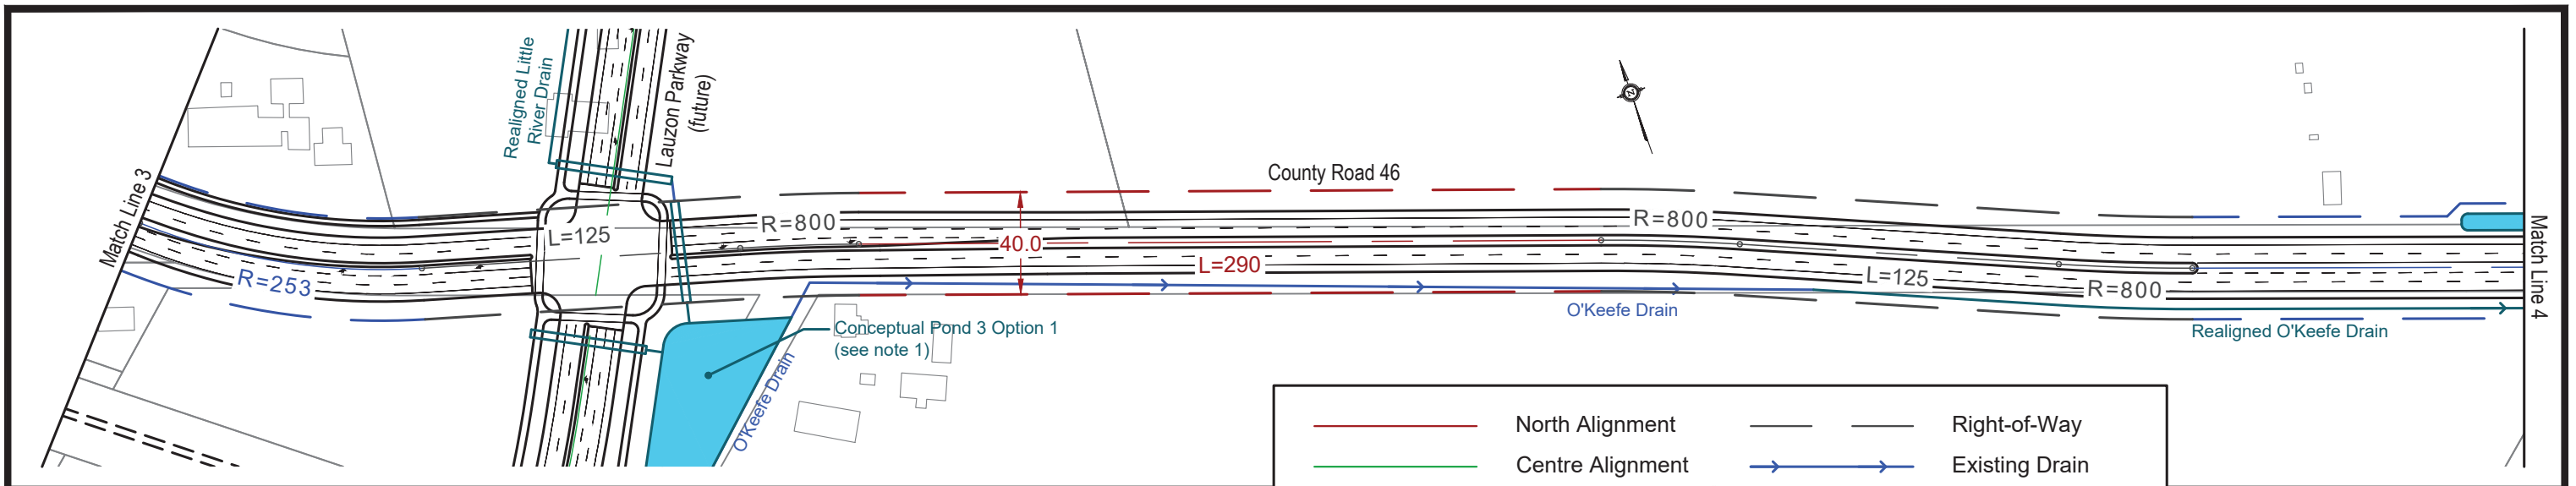 Match Line 3
Realigned Little
River Drain
Lauzon Parkway
(future)
N
County Road 46
R=253
L=125
R=800
40.0
L=290
R=800
L=125
R=800
Match Line 4
O'Keefe Drain
Realigned O'Keefe Drain
Conceptual Pond 3 Option 1
(see note 1)
O'Keefe Drain
North Alignment
Right-of-Way
Centre Alignment
Existing Drain